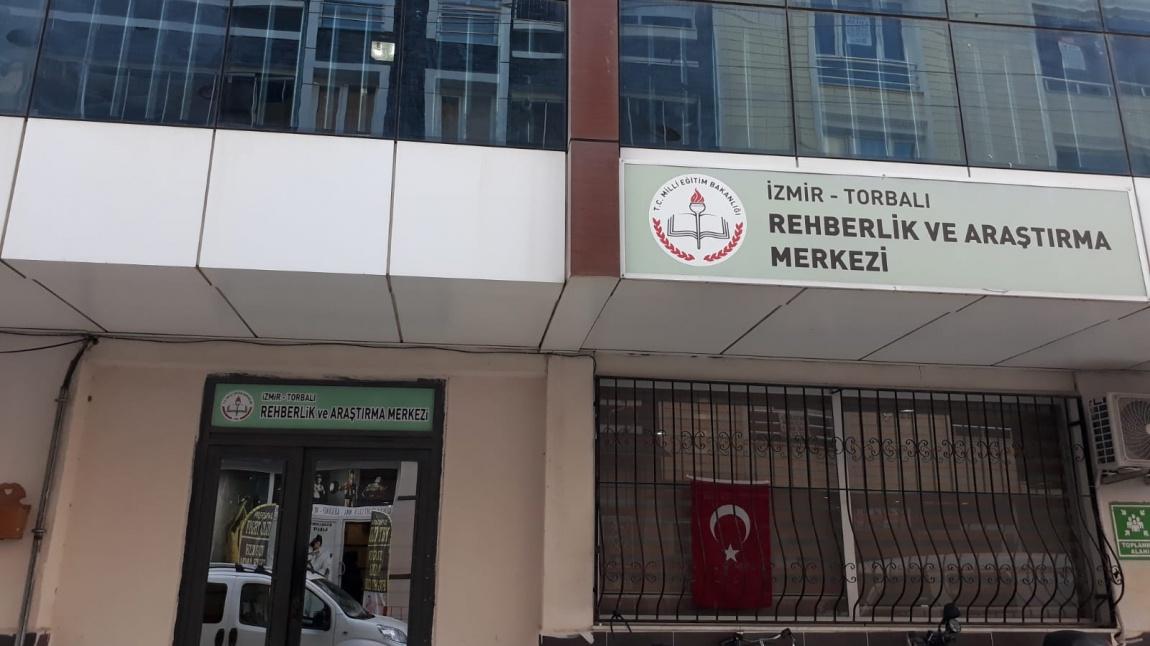 T.C. MİLLİ EĞİTİM BAKANLIĞI
İZMİR - TORBALI
REHBERLİK VE ARAŞTIRMA
MERKEZİ
İZMİR - TORBALI
REHBERLİK ve ARAŞTIRMA MERKEZİ
TOPLANMA
ALANI